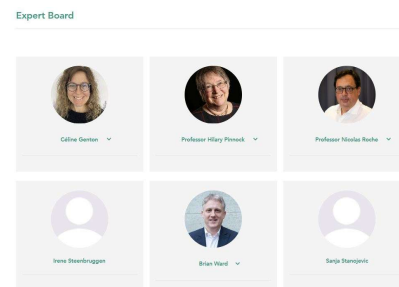 Expert Board
Céline Genton
Professor Hilary Pinnock
Professor Nicolas Roche
Irene Steenbruggen
Brian Ward
Sanja Stanojevic